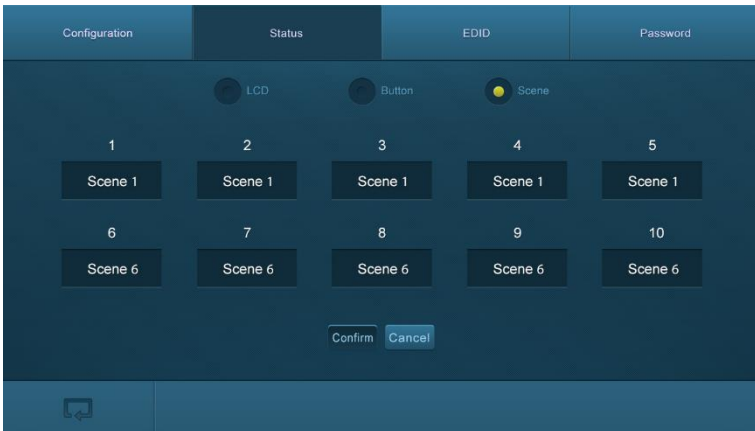 Configuration Status EDID Password
LCD Button Scene
1 2 3 4 5
Scene 1 Scene 1 Scene 1 Scene 1 Scene 1
6 7 8 9 10
Scene 6 Scene 6 Scene 6 Scene 6 Scene 6
Confirm Cancel